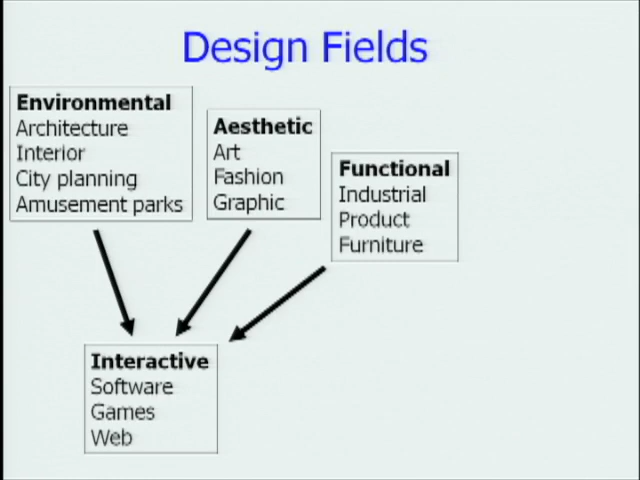 Design Fields
Environmental
Architecture
Interior
City planning
Amusement parks
Aesthetic
Art
Fashion
Graphic
Functional
Industrial
Product
Furniture
Interactive
Software
Games
Web